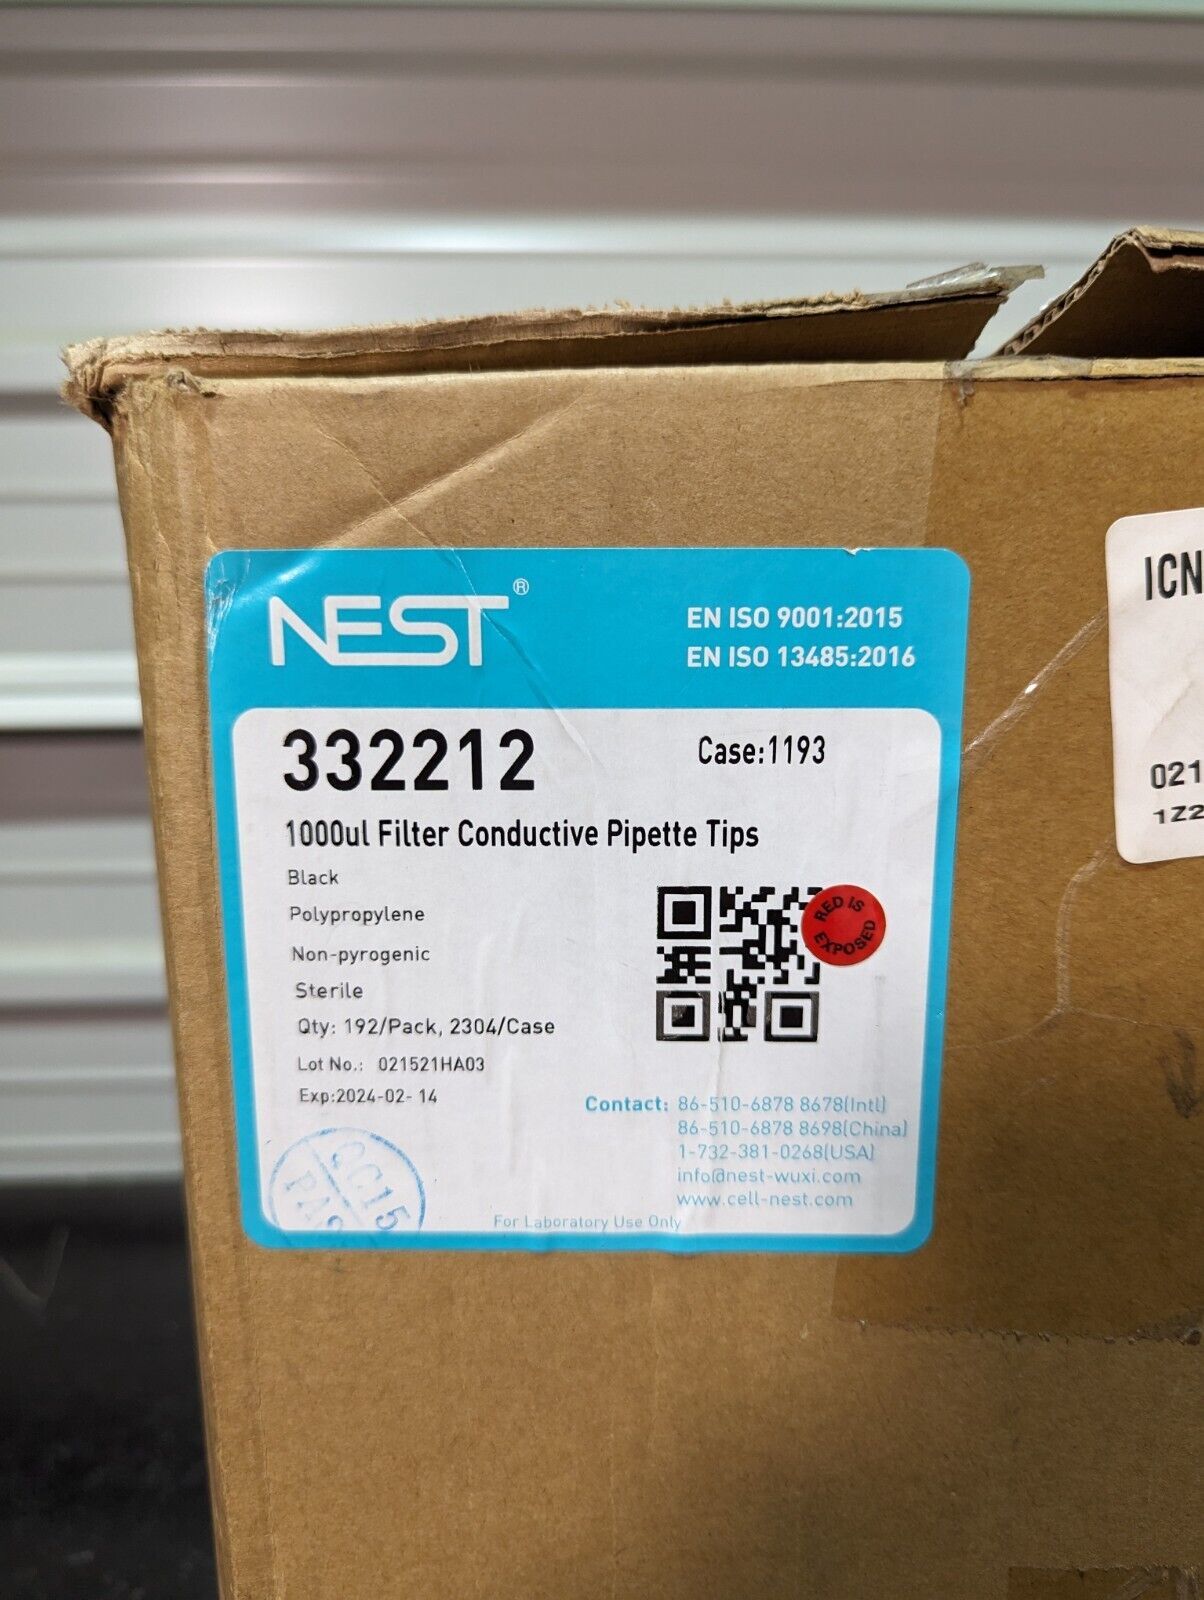 NEST®
EN ISO 9001:2015
EN ISO 13485:2016
332212
Case:1193
1000ul Filter Conductive Pipette Tips
Black
Polypropylene
Non-pyrogenic
Sterile
Qty: 192/Pack, 2304/Case
Lot No.: 021521HA03
Exp:2024-02- 14
RED IS
EXPOSED
Contact: 86-510-6878 8678(Intl)
86-510-6878 8698(China)
1-732-381-0268(USA)
info@nest-wuxi.com
www.cell-nest.com
For Laboratory Use Only
QC15
ICN
021
1Z2